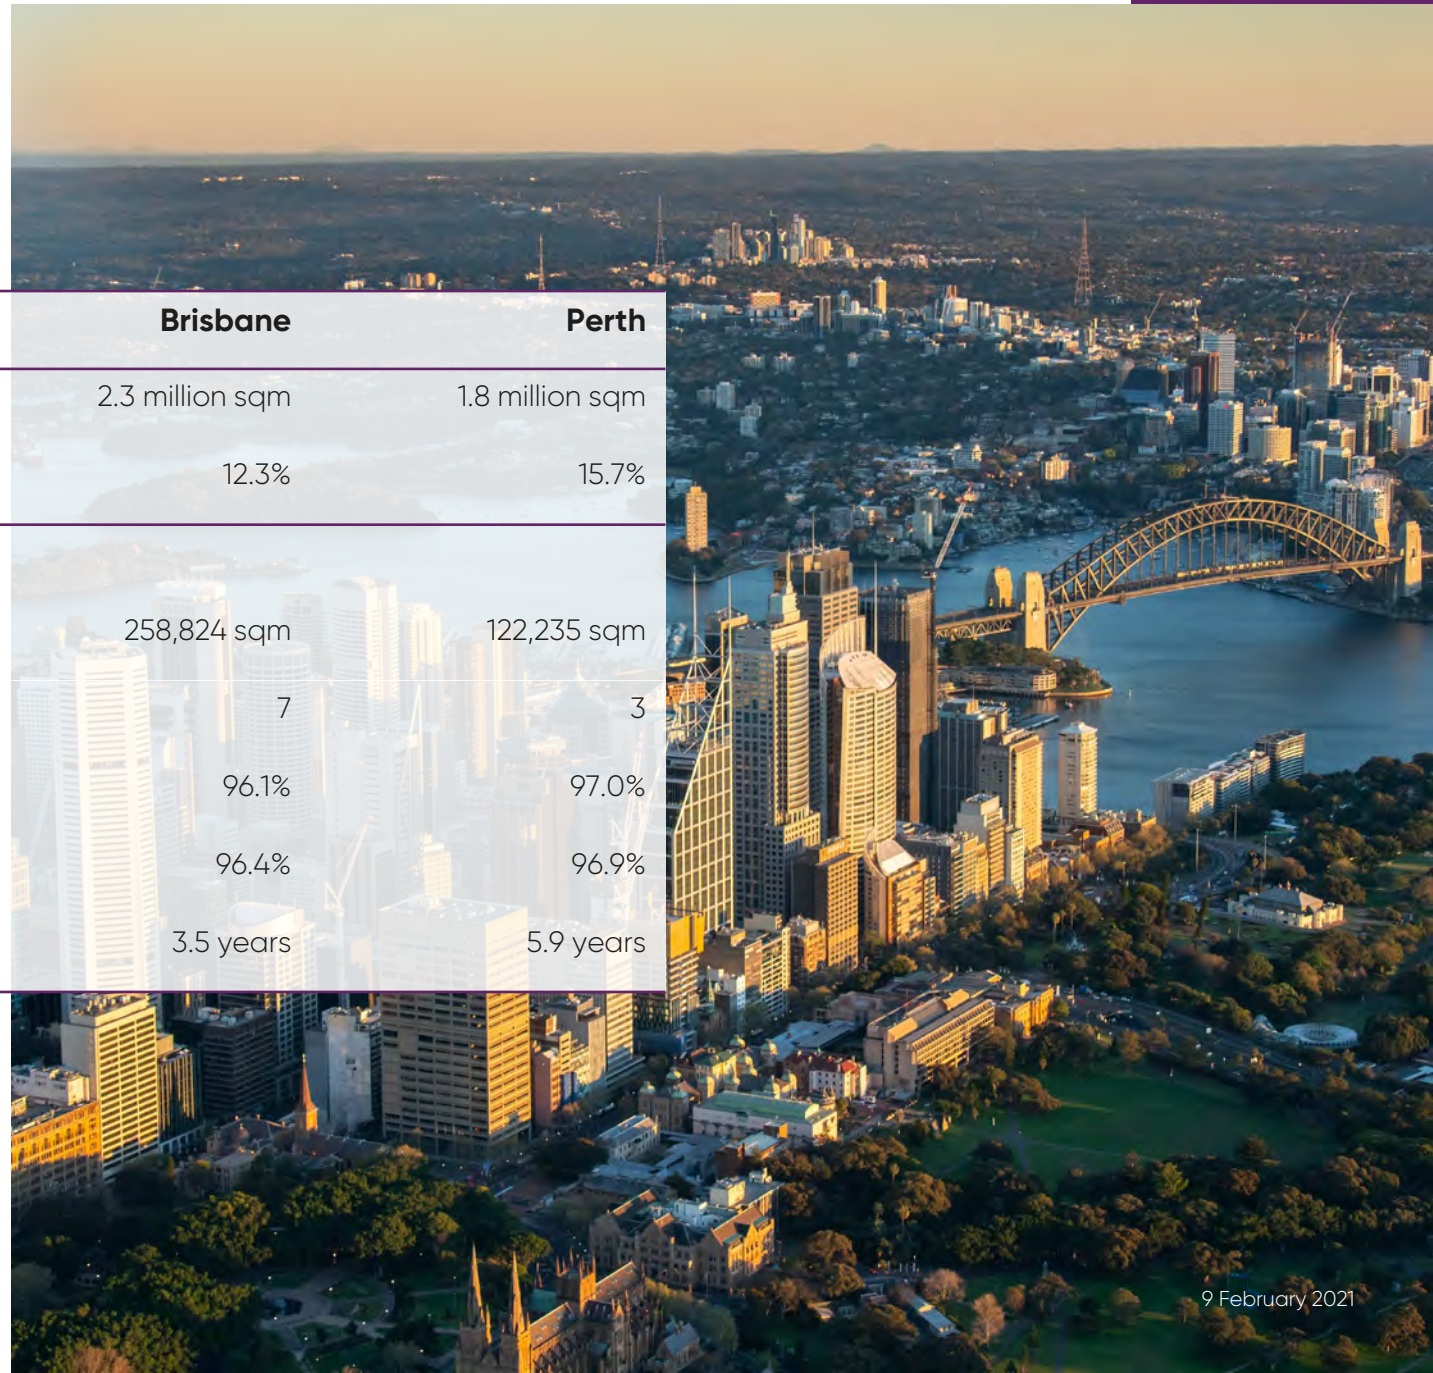 Brisbane Perth
2.3 million sqm 1.8 million sqm
12.3% 15.7%
258,824 sqm 122,235 sqm
7 3
96.1% 97.0%
96.4% 96.9%
3.5 years 5.9 years
9 February 2021